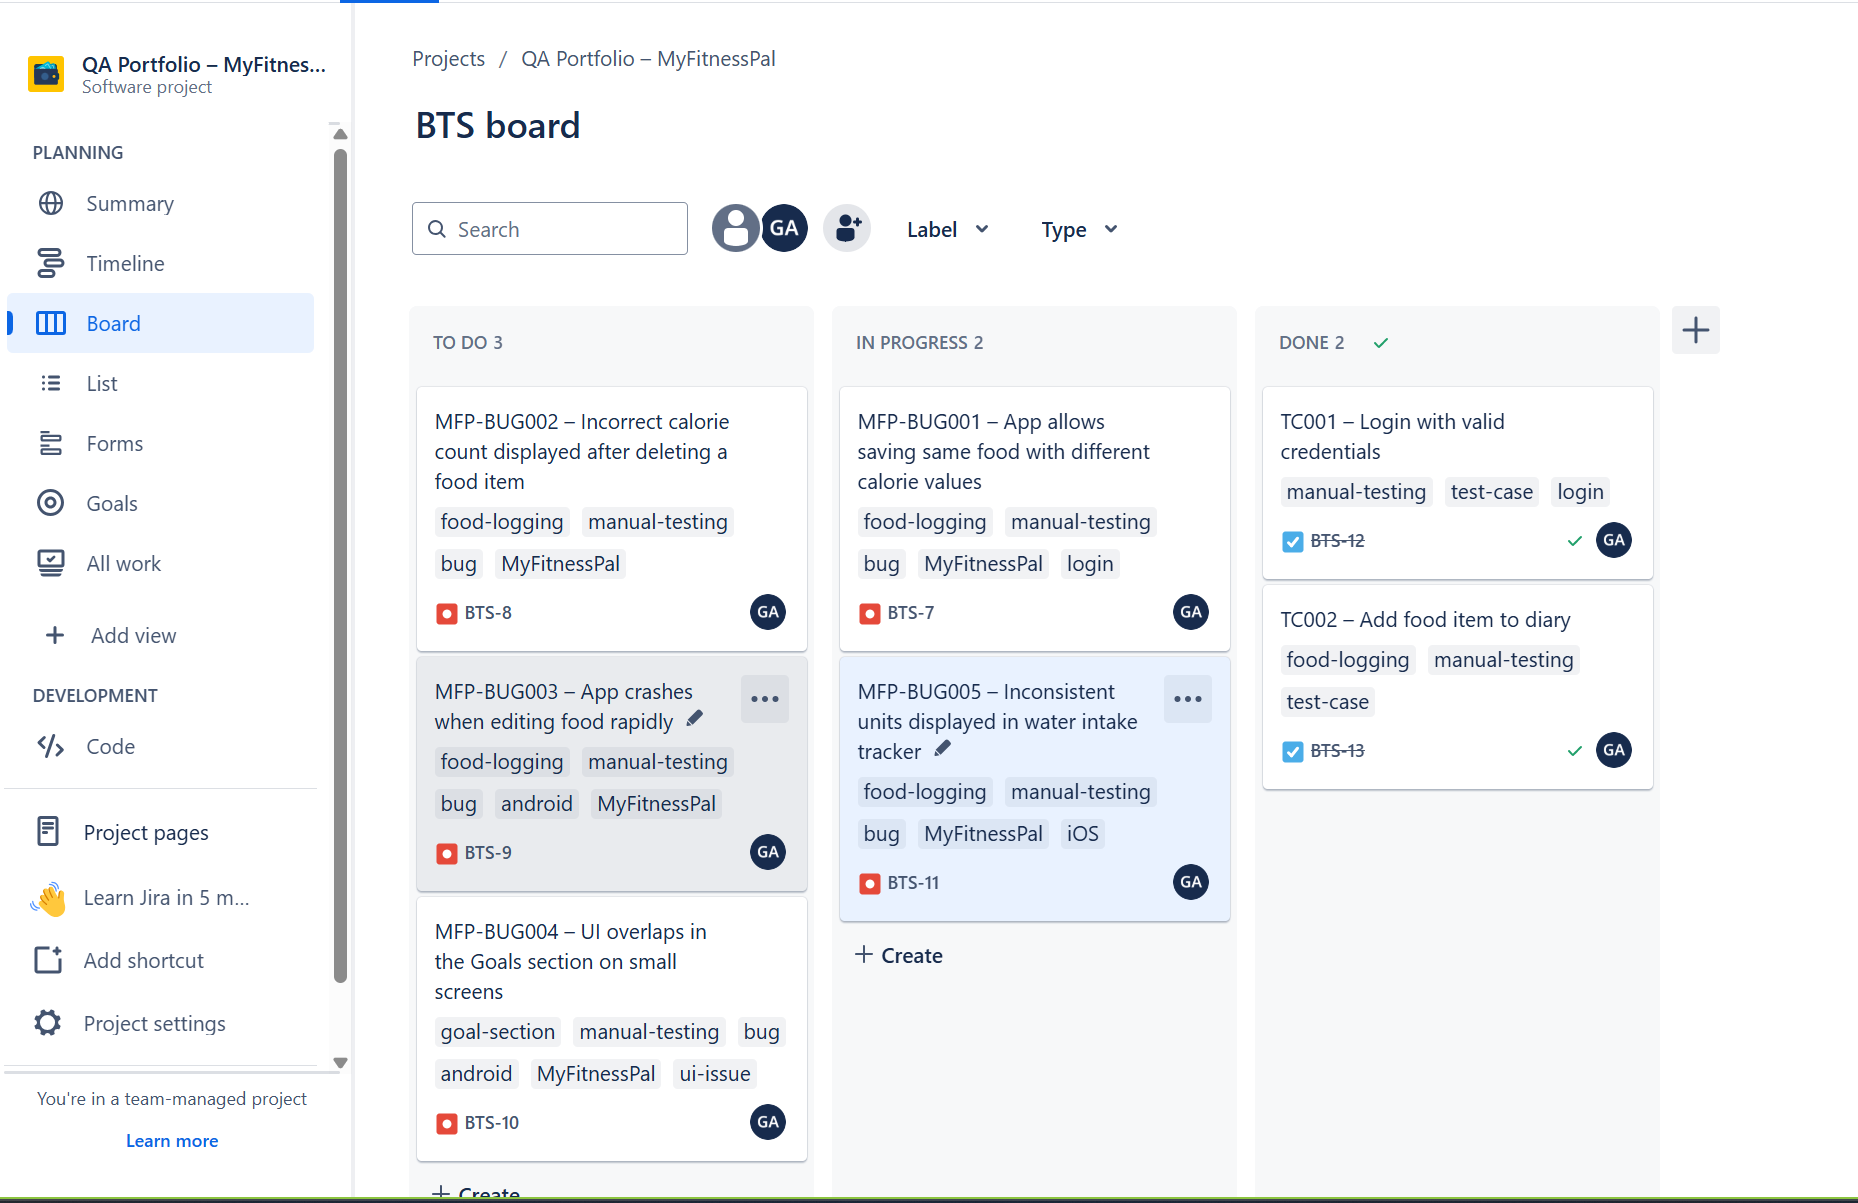 QA Portfolio – MyFitnes...
Software project
PLANNING
Summary
Timeline
Board
List
Forms
Goals
All work
Add view
DEVELOPMENT
Code
Project pages
Learn Jira in 5 m...
Add shortcut
Project settings
You're in a team-managed project
Learn more
Projects / QA Portfolio – MyFitnessPal
BTS board
Search
GA
Label
Type
TO DO 3
MFP-BUG002 – Incorrect calorie
count displayed after deleting a
food item
food-logging manual-testing
bug MyFitnessPal
BTS-8 GA
MFP-BUG003 – App crashes
when editing food rapidly
food-logging manual-testing
bug android MyFitnessPal
BTS-9 GA
MFP-BUG004 – UI overlaps in
the Goals section on small
screens
goal-section manual-testing bug
android MyFitnessPal ui-issue
BTS-10 GA
Create
IN PROGRESS 2
MFP-BUG001 – App allows
saving same food with different
calorie values
food-logging manual-testing
bug MyFitnessPal login
BTS-7 GA
MFP-BUG005 – Inconsistent
units displayed in water intake
tracker
food-logging manual-testing
bug MyFitnessPal iOS
BTS-11 GA
Create
DONE 2
TC001 – Login with valid
credentials
manual-testing test-case login
BTS-12 GA
TC002 – Add food item to diary
food-logging manual-testing
test-case
BTS-13 GA